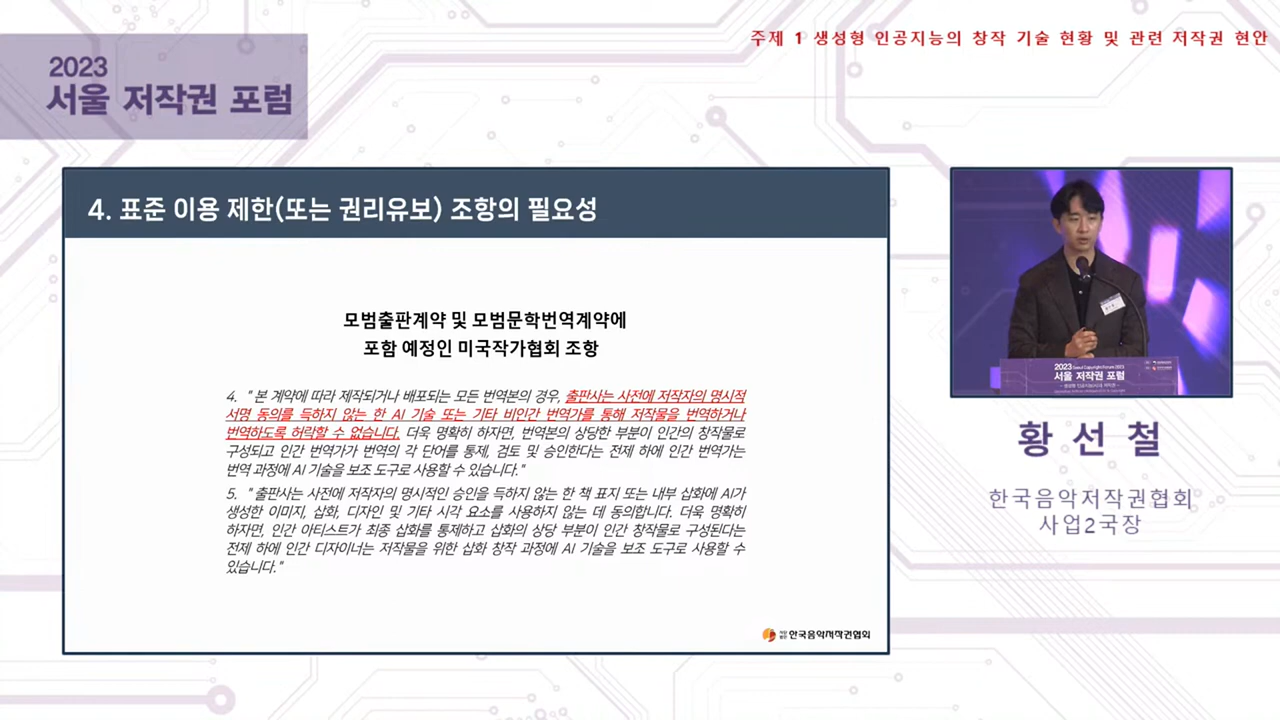 주제 1 생성형 인공지능의 창작 기술 현황 및 관련 저작권 현안
2023
서울 저작권 포럼
4. 표준 이용 제한(또는 권리유보) 조항의 필요성
모범출판계약 및 모범문학번역계약에
포함 예정인 미국작가협회 조항
4. " 본 계약에 따라 제작되거나 배포되는 모든 번역본의 경우, 출판사는 사전에 저작자의 명시적
서명 동의를 득하지 않는 한 AI 기술 또는 기타 비인간 번역가를 통해 저작물을 번역하거나
번역하도록 허락할 수 없습니다. 더욱 명확히 하자면, 번역본의 상당한 부분이 인간의 창작물로
구성되고 인간 번역가가 번역의 각 단어를 통제, 검토 및 승인한다는 전제 하에 인간 번역가는
번역 과정에 AI 기술을 보조 도구로 사용할 수 있습니다."
5. " 출판사는 사전에 저작자의 명시적인 승인을 득하지 않는 한 책 표지 또는 내부 삽화에 AI가
생성한 이미지, 삽화, 디자인 및 기타 시각 요소를 사용하지 않는 데 동의합니다. 더욱 명확히
하자면, 인간 아티스트가 최종 삽화를 통제하고 삽화의 상당 부분이 인간 창작물로 구성된다는
전제 하에 인간 디자이너는 저작물을 위한 삽화 창작 과정에 AI 기술을 보조 도구로 사용할 수
있습니다."
한국음악저작권협회
2023 Seoul Copyright Forum 2023
서울 저작권 포럼
황 선 철
한국음악저작권협회
사업2국장